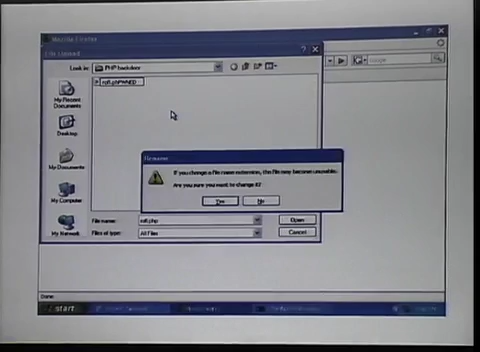 Mozilla Firefox
File Upload
Look in:
PHP backdoor
Google
My Recent
Documents
Desktop
My Documents
My Computer
My Network
Rename
If you change a file name extension, the file may become unusable.
Are you sure you want to change it?
Yes
No
File name:
Open
Files of type:
All Files
Cancel
Done
start